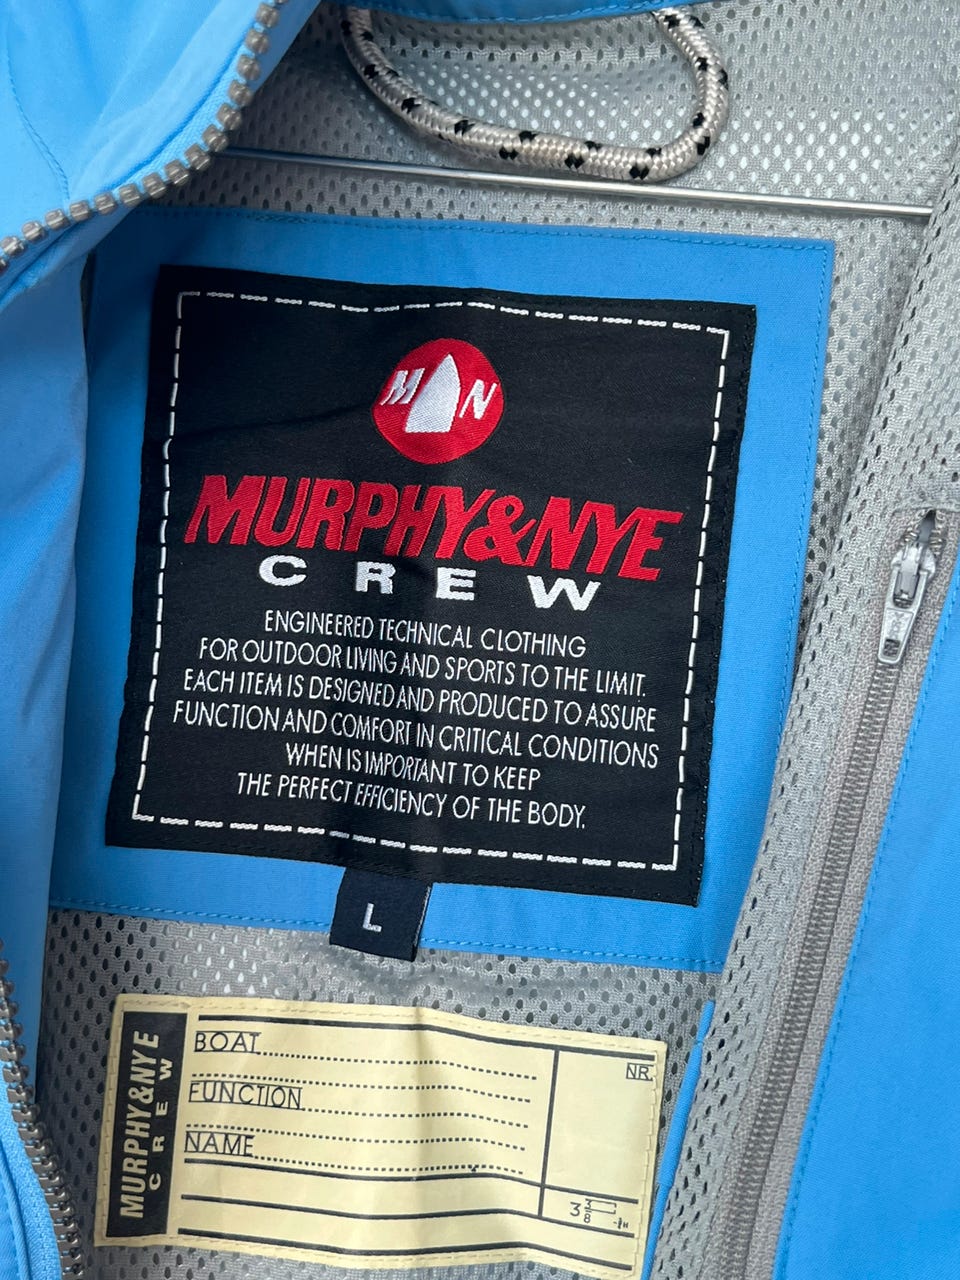 M N
MURPHY&NYE
CREW
ENGINEERED TECHNICAL CLOTHING
FOR OUTDOOR LIVING AND SPORTS TO THE LIMIT.
EACH ITEM IS DESIGNED AND PRODUCED TO ASSURE
FUNCTION AND COMFORT IN CRITICAL CONDITIONS
WHEN IS IMPORTANT TO KEEP
THE PERFECT EFFICIENCY OF THE BODY.
L
MURPHY&NYE
CREW
BOAT
NR.
FUNCTION
NAME